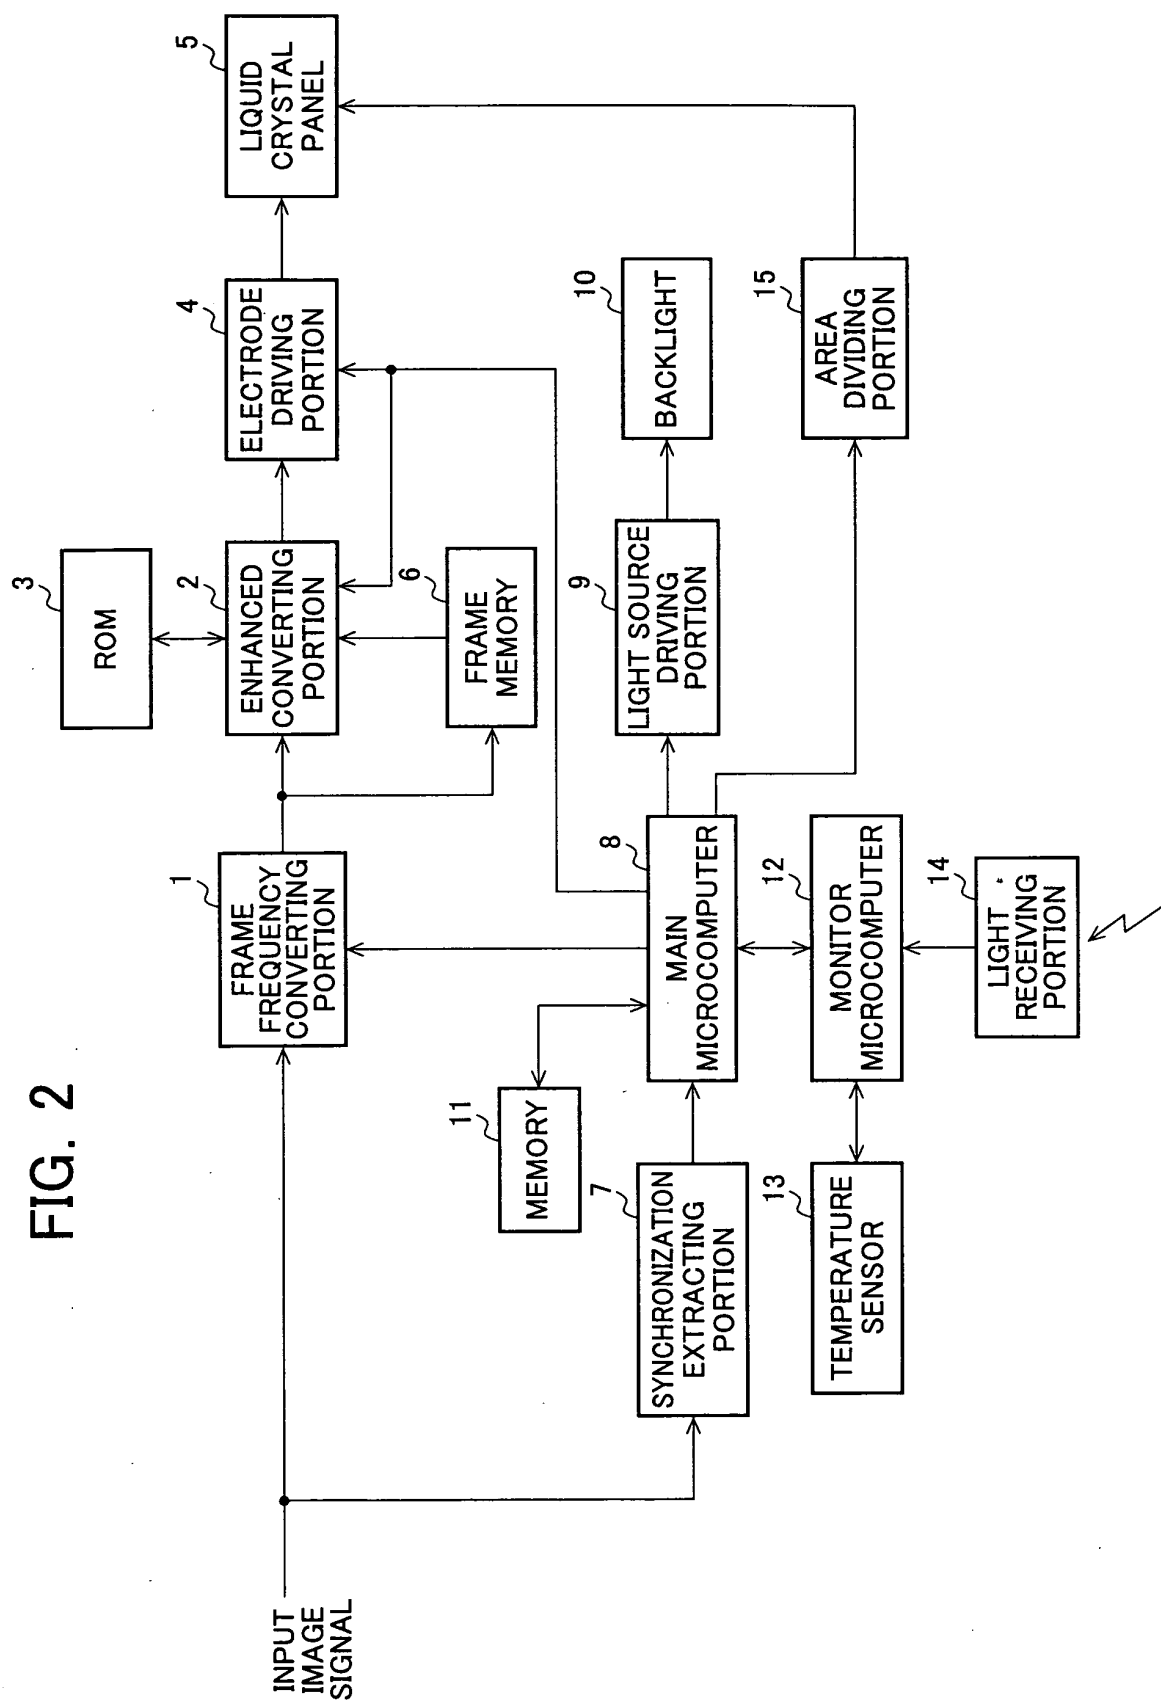 FIG. 2
3
ROM
5
LIQUID
CRYSTAL
PANEL
4
ELECTRODE
DRIVING
PORTION
2
ENHANCED
CONVERTING
PORTION
1
FRAME
FREQUENCY
CONVERTING
PORTION
INPUT
IMAGE
SIGNAL
6
FRAME
MEMORY
11
MEMORY
10
BACKLIGHT
9
LIGHT SOURCE
DRIVING
PORTION
8
MAIN
MICROCOMPUTER
7
SYNCHRONIZATION
EXTRACTING
PORTION
15
AREA
DIVIDING
PORTION
12
MONITOR
MICROCOMPUTER
13
TEMPERATURE
SENSOR
14
LIGHT
RECEIVING
PORTION